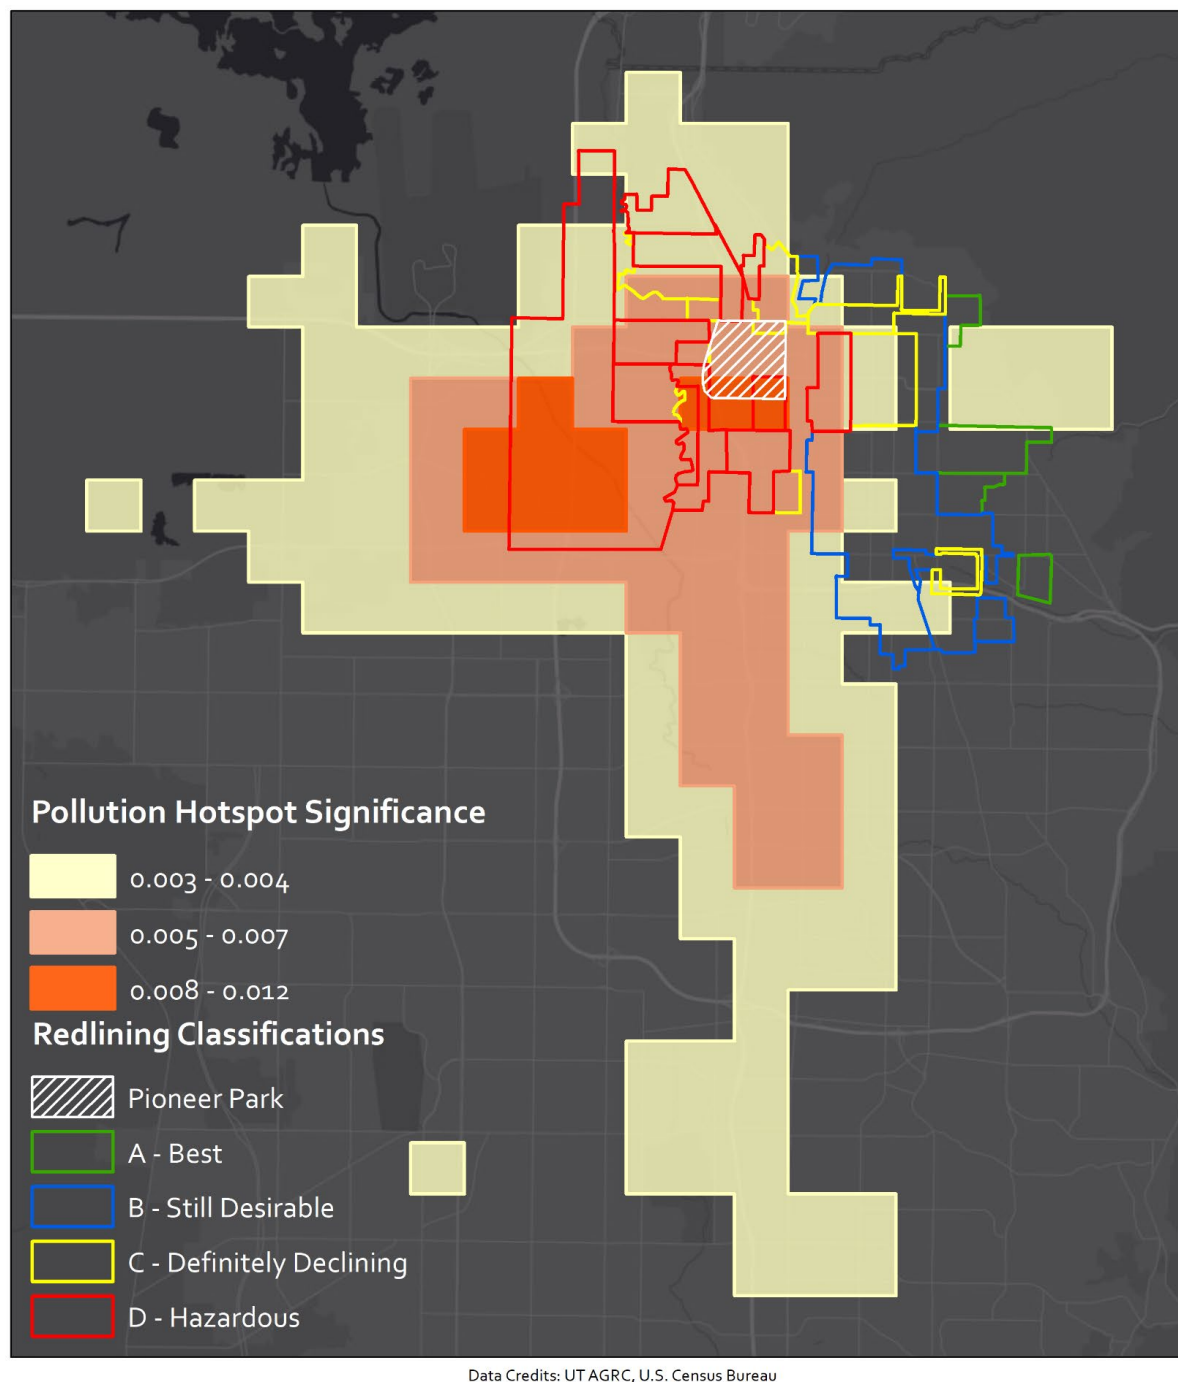 Pollution Hotspot Significance
0.003 - 0.004
0.005 - 0.007
0.008 - 0.012
Redlining Classifications
Pioneer Park
A - Best
B - Still Desirable
C - Definitely Declining
D - Hazardous
Data Credits: UT AGRC, U.S. Census Bureau